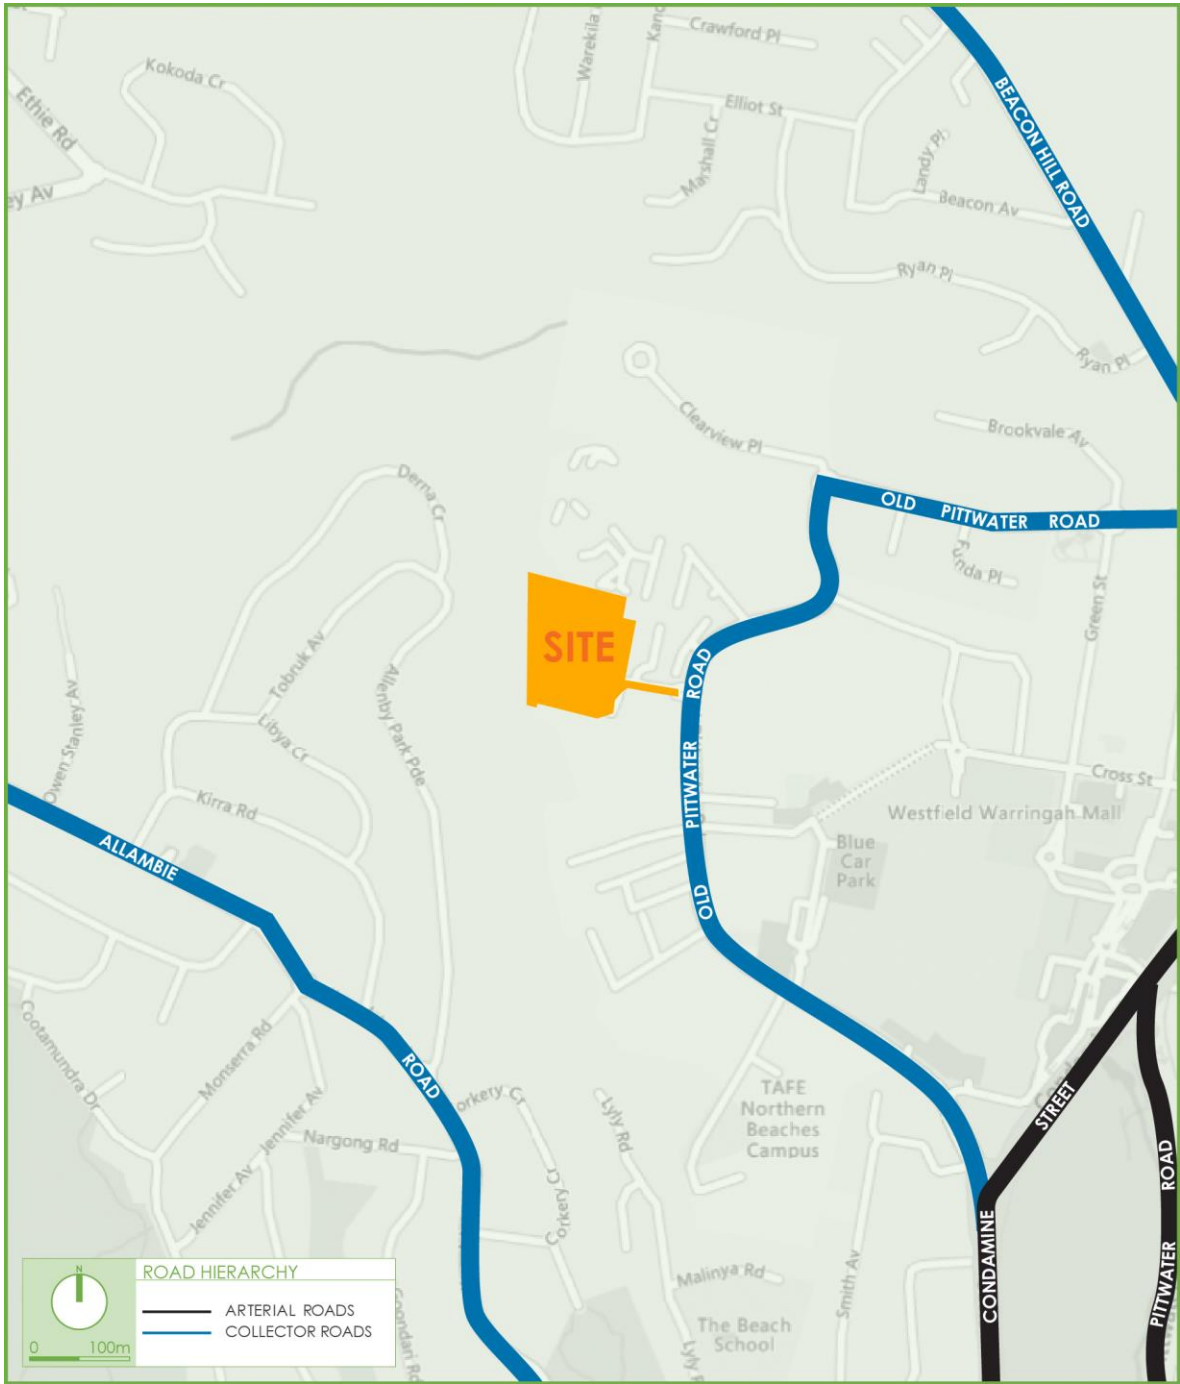 Crawford Pl
Warekila
Kokoda Cr
Ethie Rd
ey Av
Elliot St
Marshall Cr
Landy Pl
Beacon Av
BEACON HILL ROAD
Ryan Pl
Ryan Pl
Clearview Pl
Brookvale Av
Derna Cr
OLD PITTWATER ROAD
Green St
SITE
OLD PITTWATER ROAD
Tobruk Av
Allenby Park Pde
Libya Cr
Owen Stanley Av
Kirra Rd
Cross St
Westfield Warringah Mall
Blue
Car
Park
ALLAMBIE ROAD
Cootamundra Dr
Monserra Rd
Jennifer Av
Nargong Rd
Jennifer Av
orkery Cr
Corkery Cr
Lyly Rd
TAFE
Northern
Beaches
Campus
CONDAMINE STREET
PITTWATER ROAD
Malinya Rd
Smith Av
The Beach
School
Goondari Rd
N
0 100m
ROAD HIERARCHY
ARTERIAL ROADS
COLLECTOR ROADS